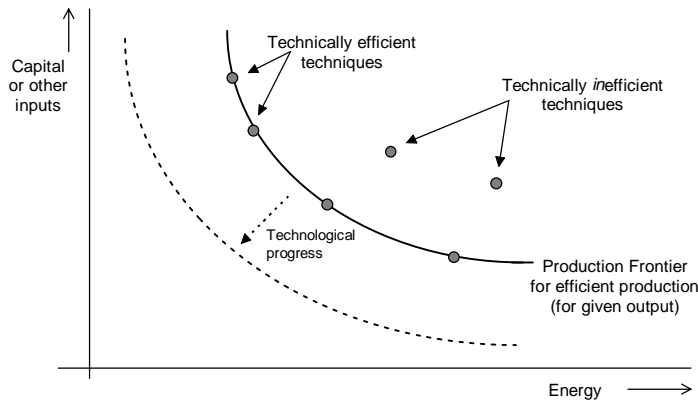 Capital
or other
inputs
Technically efficient
techniques
Technically inefficient
techniques
Technological
progress
Production Frontier
for efficient production
(for given output)
Energy